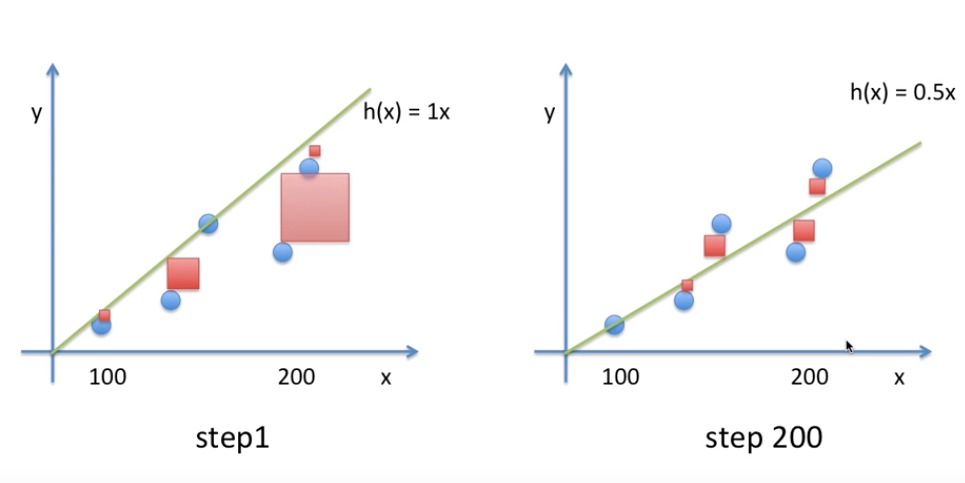 y
h(x) = 1x
100
200
x
step1
y
h(x) = 0.5x
100
200
x
step 200